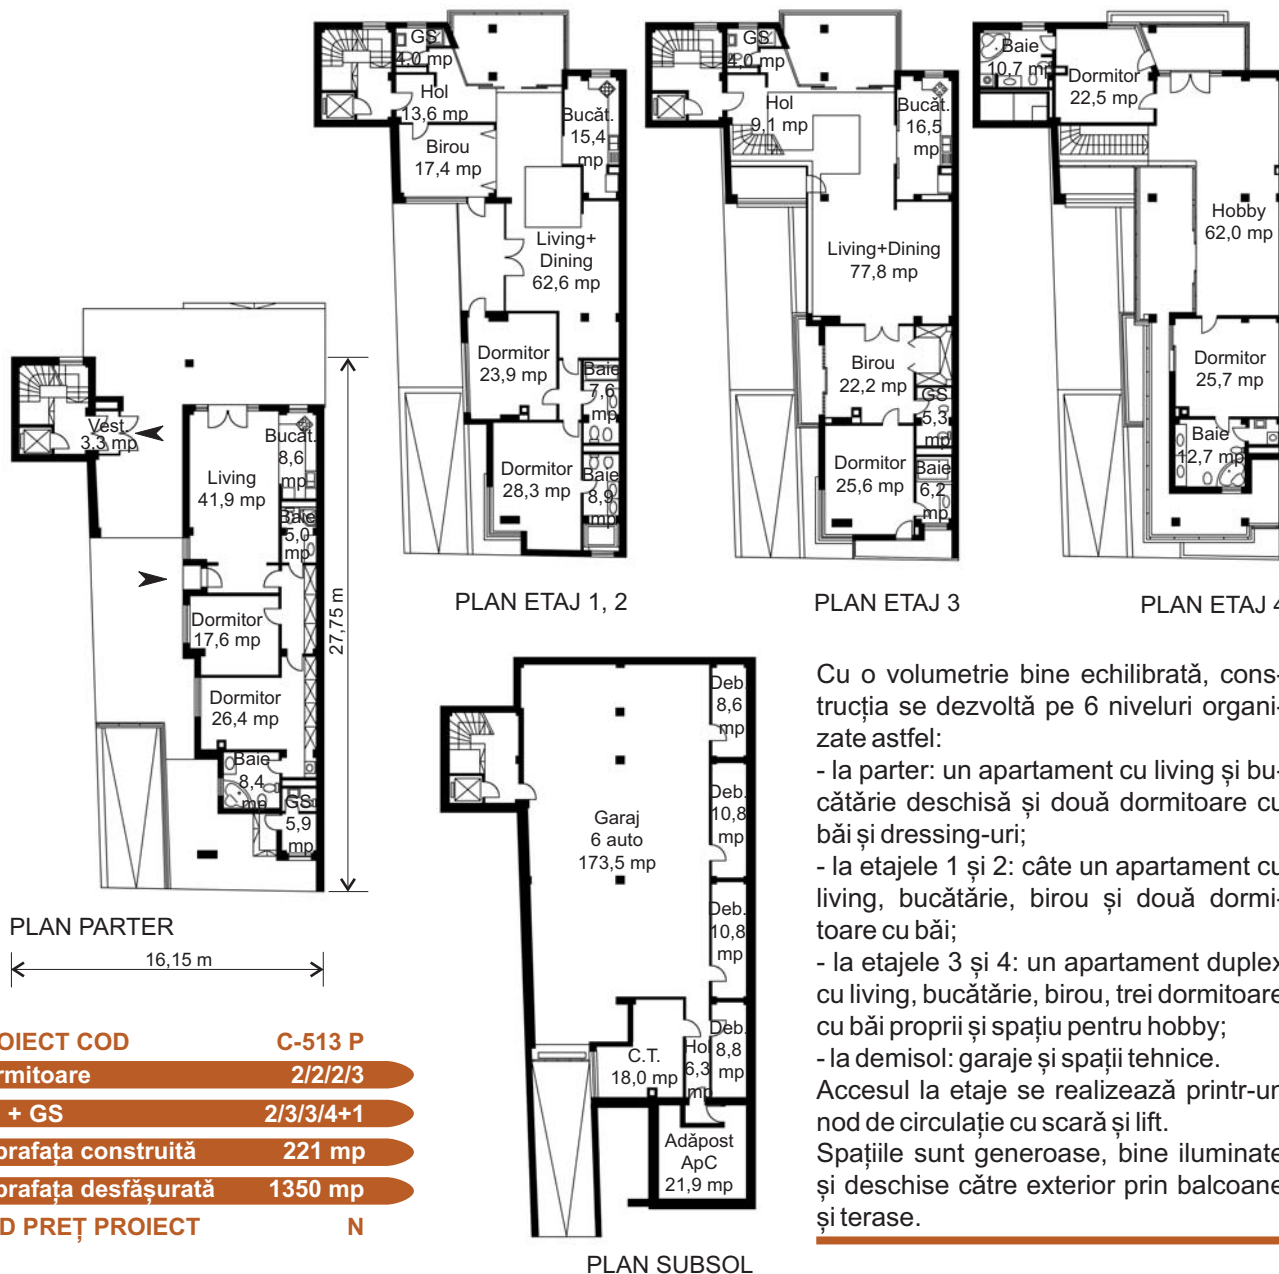 GS
4,0 mp
Hol
13,6 mp
Birou
17,4 mp
Bucăt.
15,4
mp
Living+
Dining
62,6 mp
Dormitor
23,9 mp
Baie
7,6
mp
Dormitor
28,3 mp
Baie
8,9
mp
PLAN ETAJ 1, 2
GS
4,0 mp
Hol
9,1 mp
Bucăt.
16,5
mp
Living+Dining
77,8 mp
Birou
22,2 mp
GS
5,3
mp
Dormitor
25,6 mp
Baie
6,2
mp
PLAN ETAJ 3
Baie
10,7 mp
Dormitor
22,5 mp
Hobby
62,0 mp
Dormitor
25,7 mp
Baie
12,7 mp
PLAN ETAJ 4
Vest.
3,3 mp
Bucăt.
8,6
mp
Living
41,9 mp
Baie
5,0
mp
Dormitor
17,6 mp
Dormitor
26,4 mp
Baie
8,4
mp
GS
5,9
mp
27,75 m
PLAN PARTER
16,15 m
Deb.
8,6
mp
Deb.
10,8
mp
Garaj
6 auto
173,5 mp
Deb.
10,8
mp
Deb.
8,8
mp
Hol
6,3
mp
C.T.
18,0 mp
Adăpost
ApC
21,9 mp
PLAN SUBSOL
OIECT COD C-513 P
rmitoare 2/2/2/3
+ GS 2/3/3/4+1
prafața construită 221 mp
prafața desfășurată 1350 mp
D PREȚ PROIECT N
Cu o volumetrie bine echilibrată, cons-
trucția se dezvoltă pe 6 niveluri organi-
zate astfel:
- la parter: un apartament cu living și bu-
cătărie deschisă și două dormitoare cu
băi și dressing-uri;
- la etajele 1 și 2: câte un apartament cu
living, bucătărie, birou și două dormi-
toare cu băi;
- la etajele 3 și 4: un apartament duplex
cu living, bucătărie, birou, trei dormitoare
cu băi proprii și spațiu pentru hobby;
- la demisol: garaje și spații tehnice.
Accesul la etaje se realizează printr-un
nod de circulație cu scară și lift.
Spațiile sunt generoase, bine iluminate
și deschise către exterior prin balcoane
și terase.